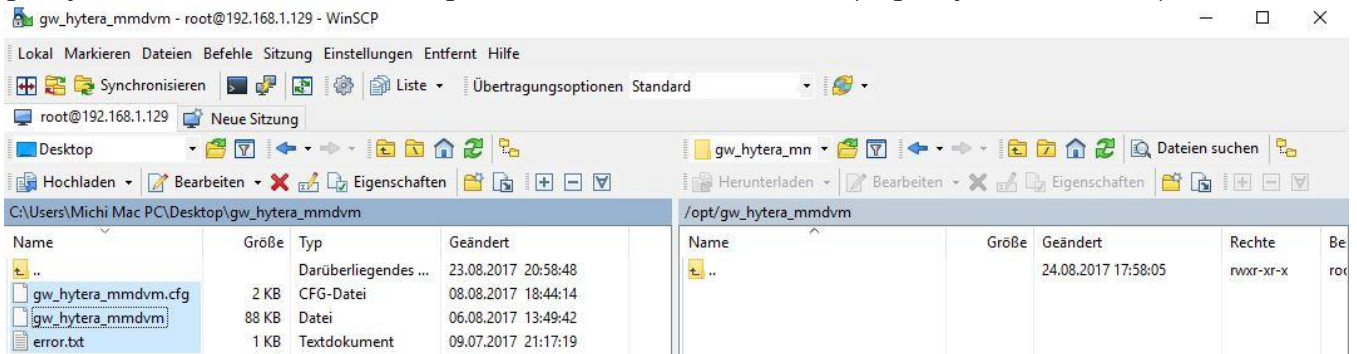 gw_hytera_mmdvm - root@192.168.1.129 - WinSCP
Lokal Markieren Dateien Befehle Sitzung Einstellungen Entfernt Hilfe
Synchronisieren Liste Übertragungsoptionen Standard
root@192.168.1.129 Neue Sitzung
Desktop gw_hytera_mn Dateien suchen
Hochladen Bearbeiten Eigenschaften Herunterladen Bearbeiten Eigenschaften
C:\Users\Michi Mac PC\Desktop\gw_hytera_mmdvm /opt/gw_hytera_mmdvm
Name Größe Typ Geändert Name Größe Geändert Rechte Be
.. Darüberliegendes ... 23.08.2017 20:58:48 .. 24.08.2017 17:58:05 rwxr-xr-x roo
gw_hytera_mmdvm.cfg 2 KB CFG-Datei 08.08.2017 18:44:14
gw_hytera_mmdvm 88 KB Datei 06.08.2017 13:49:42
error.txt 1 KB Textdokument 09.07.2017 21:17:19